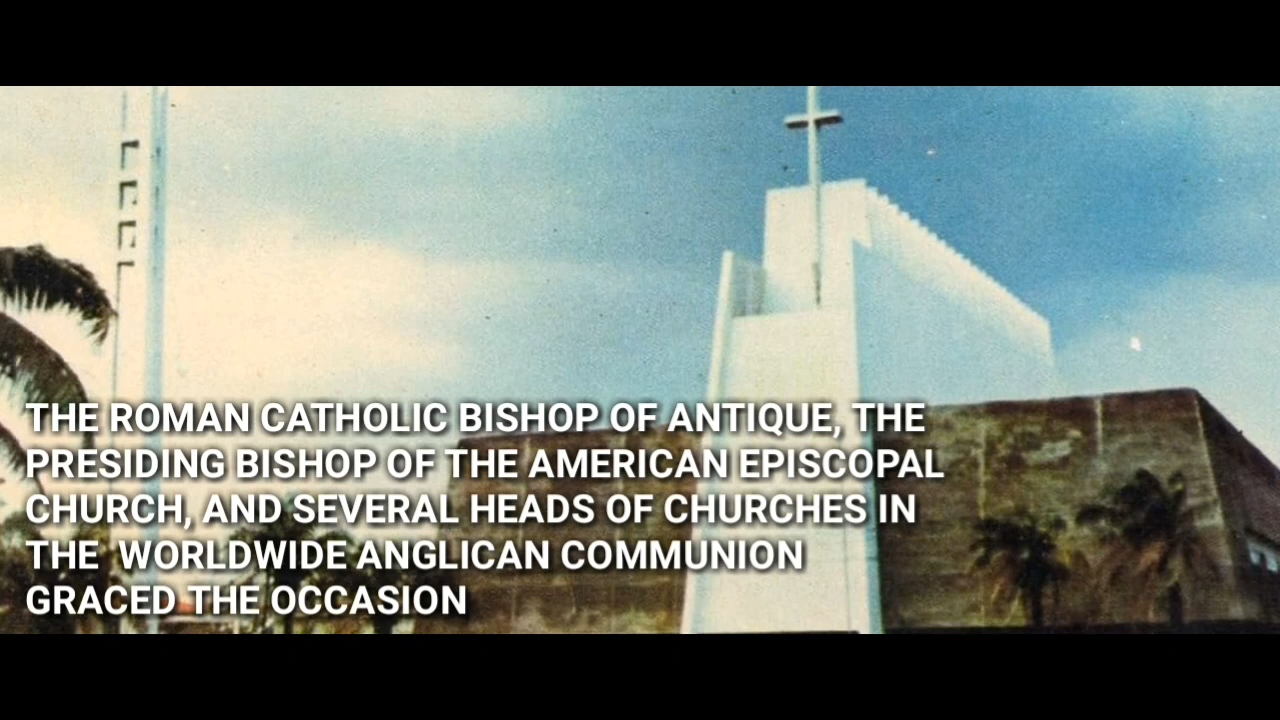 THE ROMAN CATHOLIC BISHOP OF ANTIQUE, THE
PRESIDING BISHOP OF THE AMERICAN EPISCOPAL
CHURCH, AND SEVERAL HEADS OF CHURCHES IN
THE  WORLDWIDE ANGLICAN COMMUNION
GRACED THE OCCASION